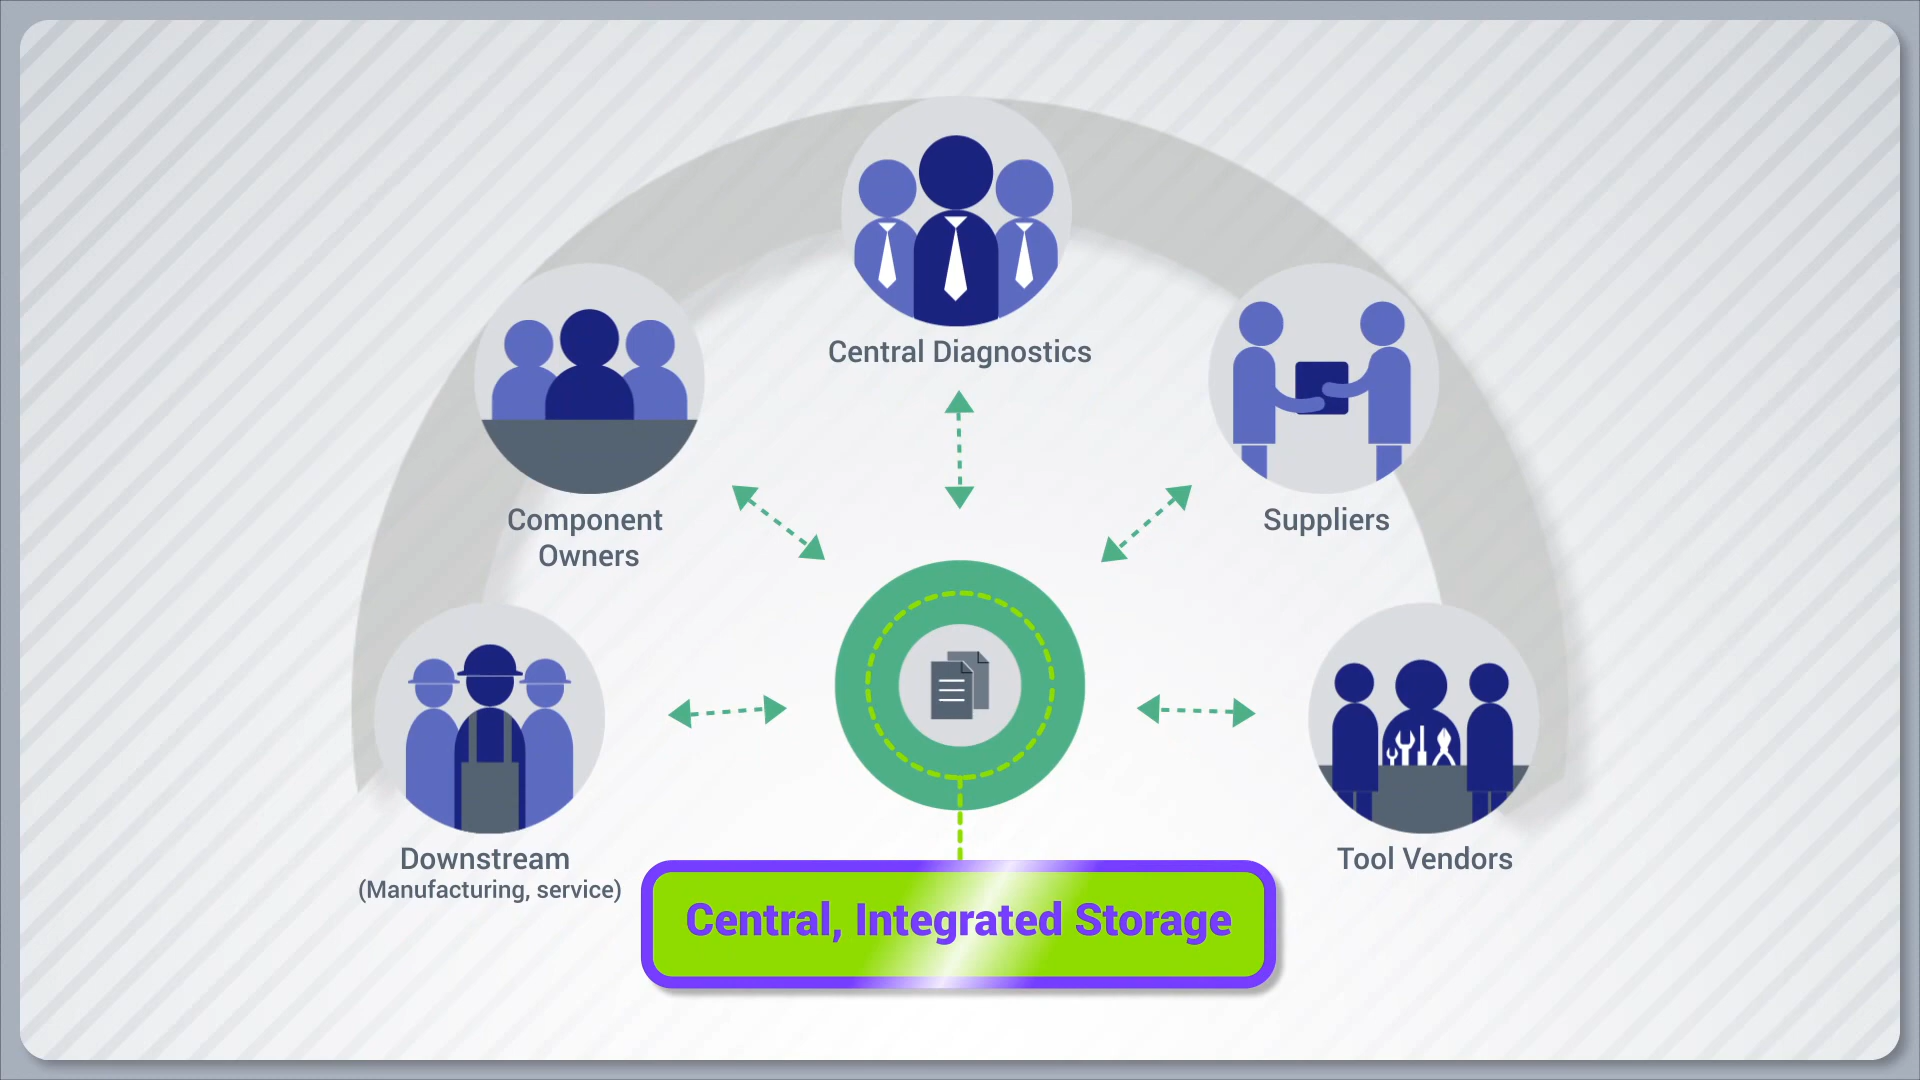 Central Diagnostics
Component
Owners
Suppliers
Downstream
(Manufacturing, service)
Tool Vendors
Central, Integrated Storage